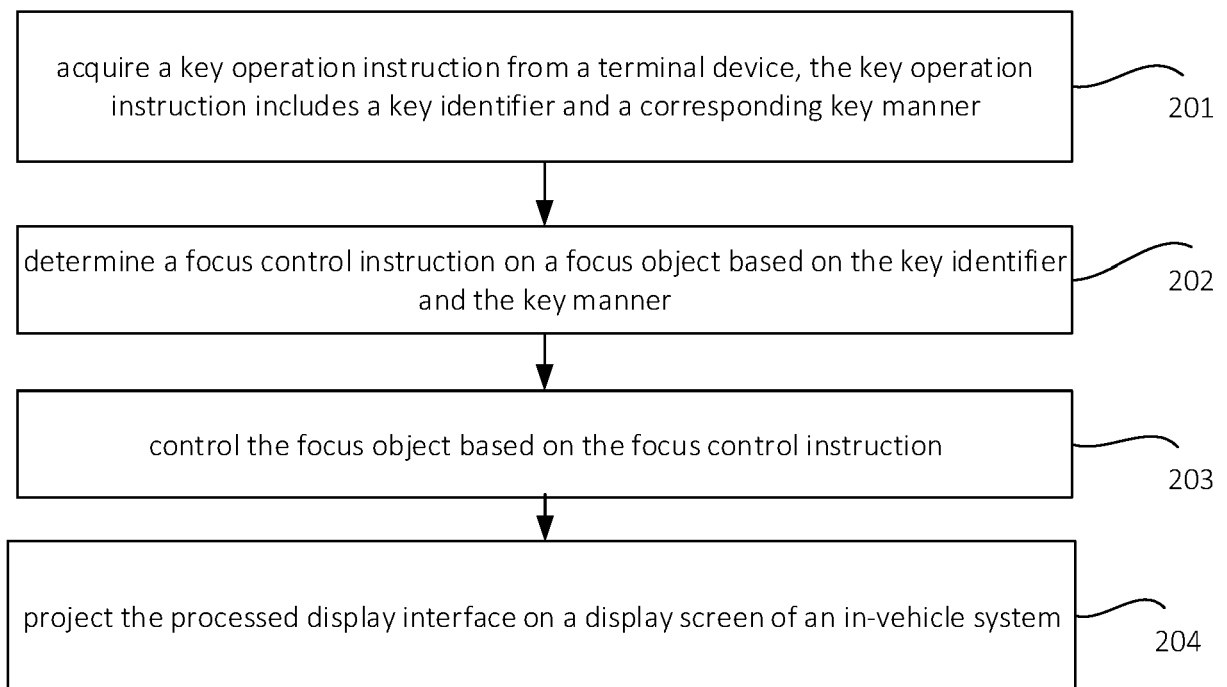 acquire a key operation instruction from a terminal device, the key operation
instruction includes a key identifier and a corresponding key manner
201
determine a focus control instruction on a focus object based on the key identifier
and the key manner
202
control the focus object based on the focus control instruction
203
project the processed display interface on a display screen of an in-vehicle system
204